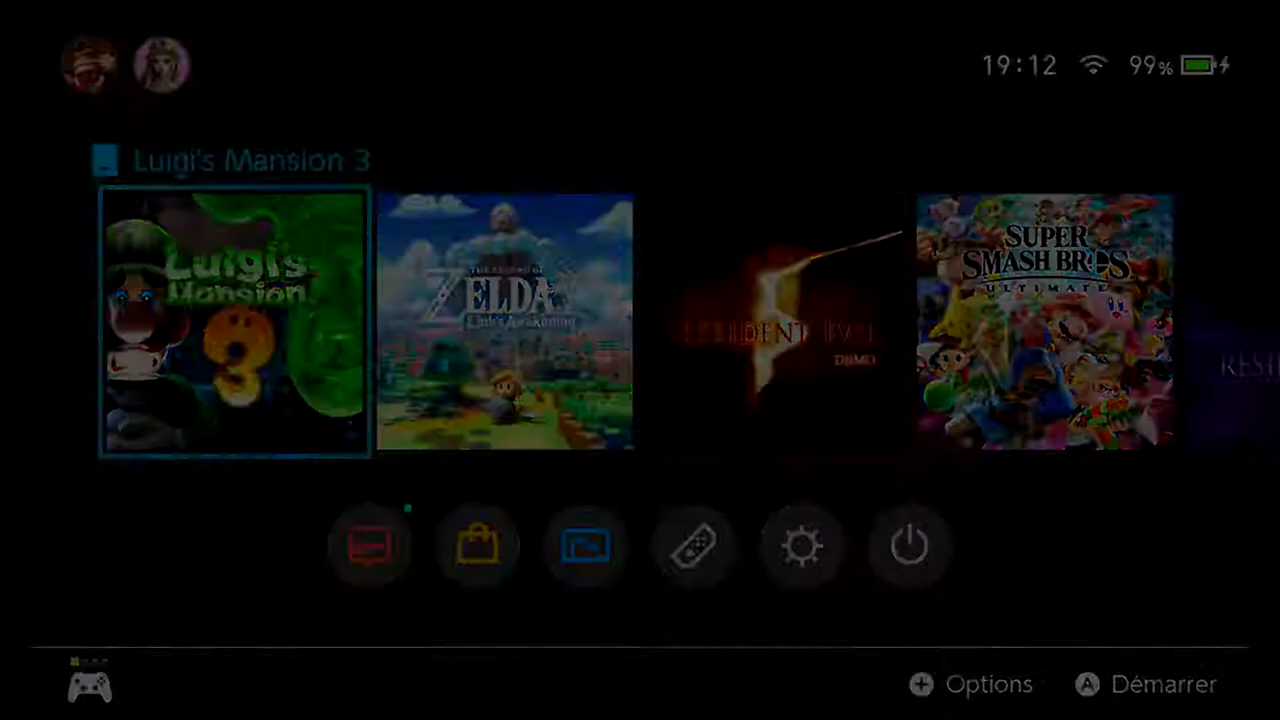 19:12 99%
Luigi's Mansion 3
Luigi's
Mansion
3
THE LEGEND OF
ZELDA
Link's Awakening
RESIDENT EVIL
5
DEMO
SUPER
SMASH BROS.
ULTIMATE
RESI
Options
A Démarrer